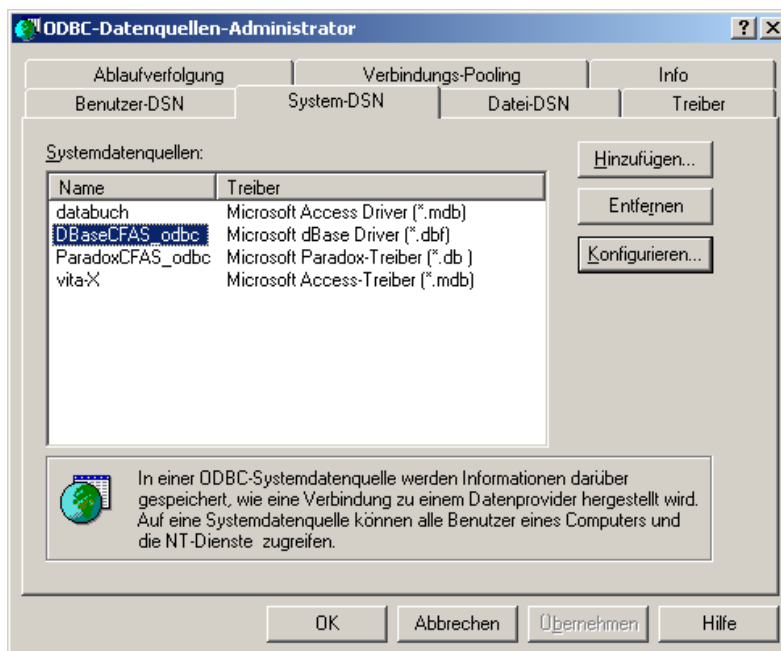 ODBC-Datenquellen-Administrator
Ablaufverfolgung Verbindungs-Pooling Info
Benutzer-DSN System-DSN Datei-DSN Treiber
Systemdatenquellen:
Hinzufügen...
Name Treiber
databuch Microsoft Access Driver (*.mdb)
Entfernen
DBaseCFAS_odbc Microsoft dBase Driver (*.dbf)
ParadoxCFAS_odbc Microsoft Paradox-Treiber (*.db )
Konfigurieren...
vita-X Microsoft Access-Treiber (*.mdb)
In einer ODBC-Systemdatenquelle werden Informationen darüber
gespeichert, wie eine Verbindung zu einem Datenprovider hergestellt wird.
Auf eine Systemdatenquelle können alle Benutzer eines Computers und
die NT-Dienste zugreifen.
OK Abbrechen Übernehmen Hilfe